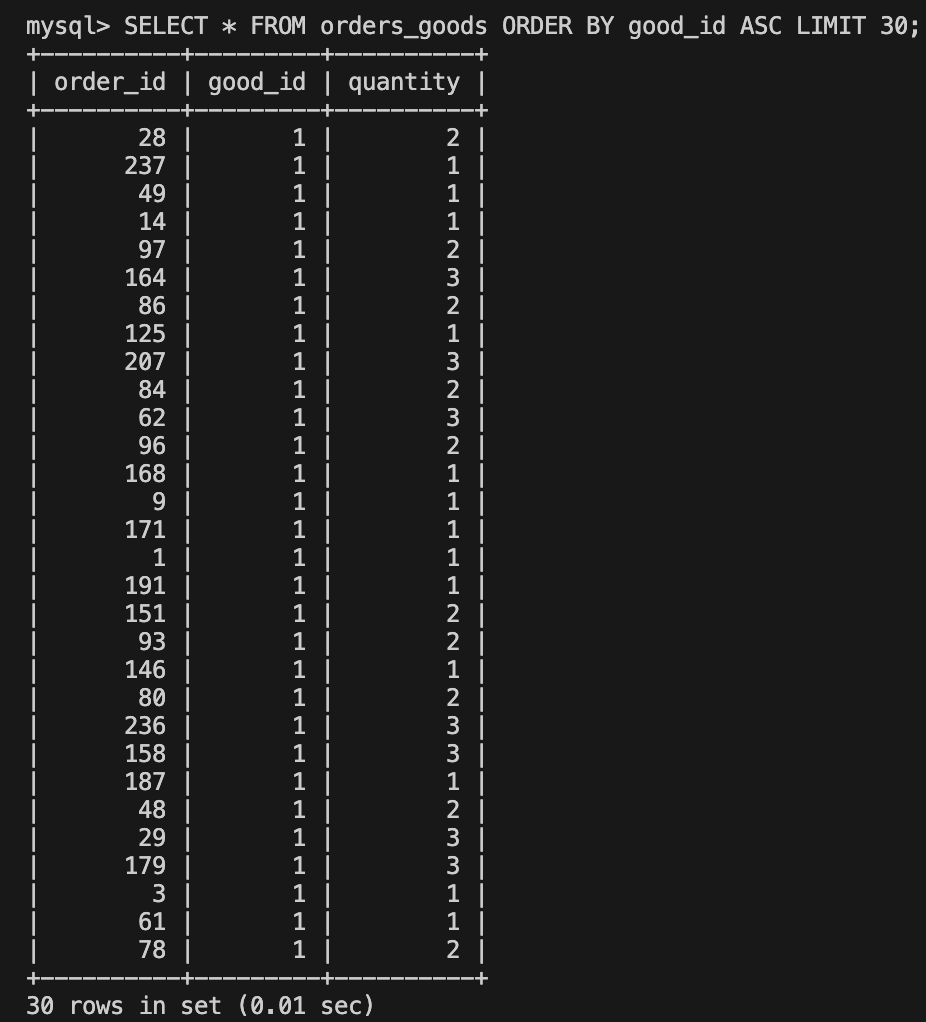 mysql> SELECT * FROM orders_goods ORDER BY good_id ASC LIMIT 30;
+----------+---------+----------+
| order_id | good_id | quantity |
+----------+---------+----------+
|       28 |       1 |        2 |
|      237 |       1 |        1 |
|       49 |       1 |        1 |
|       14 |       1 |        1 |
|       97 |       1 |        2 |
|      164 |       1 |        3 |
|       86 |       1 |        2 |
|      125 |       1 |        1 |
|      207 |       1 |        3 |
|       84 |       1 |        2 |
|       62 |       1 |        3 |
|       96 |       1 |        2 |
|      168 |       1 |        1 |
|        9 |       1 |        1 |
|      171 |       1 |        1 |
|        1 |       1 |        1 |
|      191 |       1 |        1 |
|      151 |       1 |        2 |
|       93 |       1 |        2 |
|      146 |       1 |        1 |
|       80 |       1 |        2 |
|      236 |       1 |        3 |
|      158 |       1 |        3 |
|      187 |       1 |        1 |
|       48 |       1 |        2 |
|       29 |       1 |        3 |
|      179 |       1 |        3 |
|        3 |       1 |        1 |
|       61 |       1 |        1 |
|       78 |       1 |        2 |
+----------+---------+----------+
30 rows in set (0.01 sec)